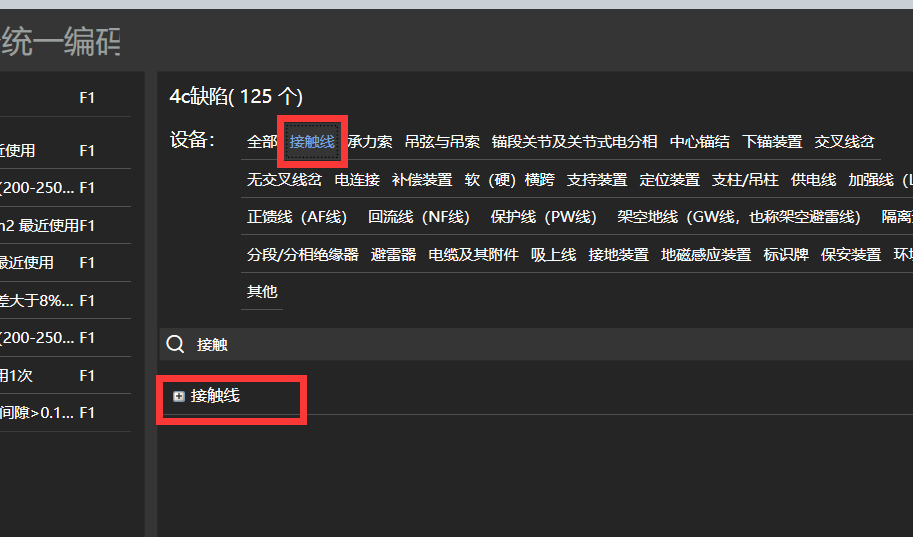 统一编码
F1
近使用 F1
(200-250... F1
m2 最近使用F1
最近使用 F1
差大于8%... F1
(200-250... F1
用1次 F1
间隙>0.1... F1
4c缺陷( 125 个)
设备: 全部 接触线 承力索 吊弦与吊索 锚段关节及关节式电分相 中心锚结 下锚装置 交叉线岔
无交叉线岔 电连接 补偿装置 软（硬）横跨 支持装置 定位装置 支柱/吊柱 供电线 加强线（L
正馈线（AF线） 回流线（NF线） 保护线（PW线） 架空地线（GW线，也称架空避雷线） 隔离
分段/分相绝缘器 避雷器 电缆及其附件 吸上线 接地装置 地磁感应装置 标识牌 保安装置 环
其他
接触
接触线